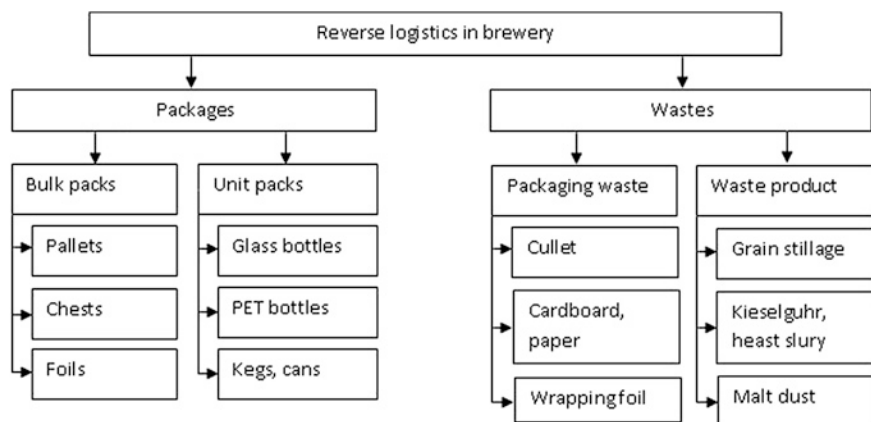 Reverse logistics in brewery
Packages
Wastes
Bulk packs
Unit packs
Packaging waste
Waste product
Pallets
Glass bottles
Cullet
Grain stillage
Chests
PET bottles
Cardboard,
paper
Kieselguhr,
heast slury
Foils
Kegs, cans
Wrapping foil
Malt dust